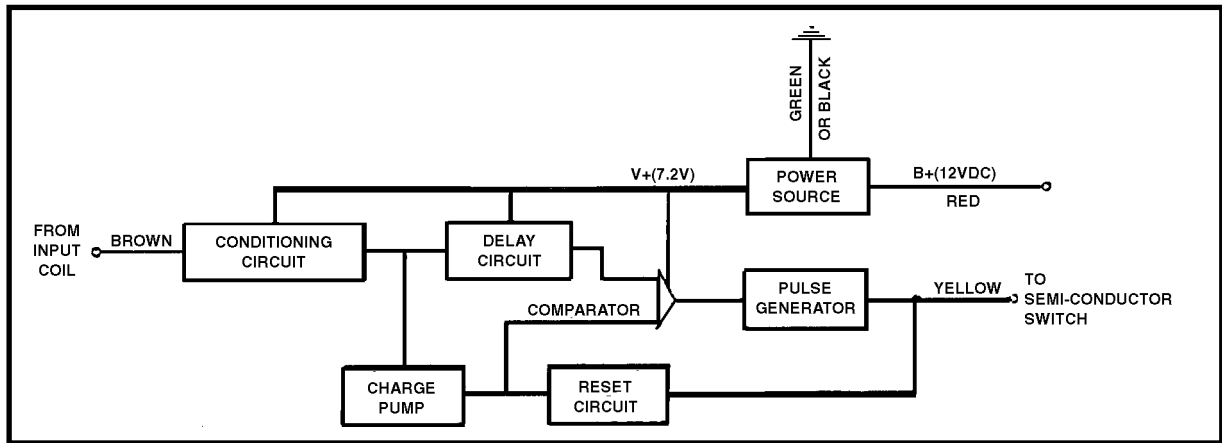 GREEN
OR BLACK
V+(7.2V)
POWER
SOURCE
B+(12VDC)
RED
FROM
INPUT
COIL
BROWN
CONDITIONING
CIRCUIT
DELAY
CIRCUIT
COMPARATOR
PULSE
GENERATOR
YELLOW
TO
SEMI-CONDUCTOR
SWITCH
CHARGE
PUMP
RESET
CIRCUIT